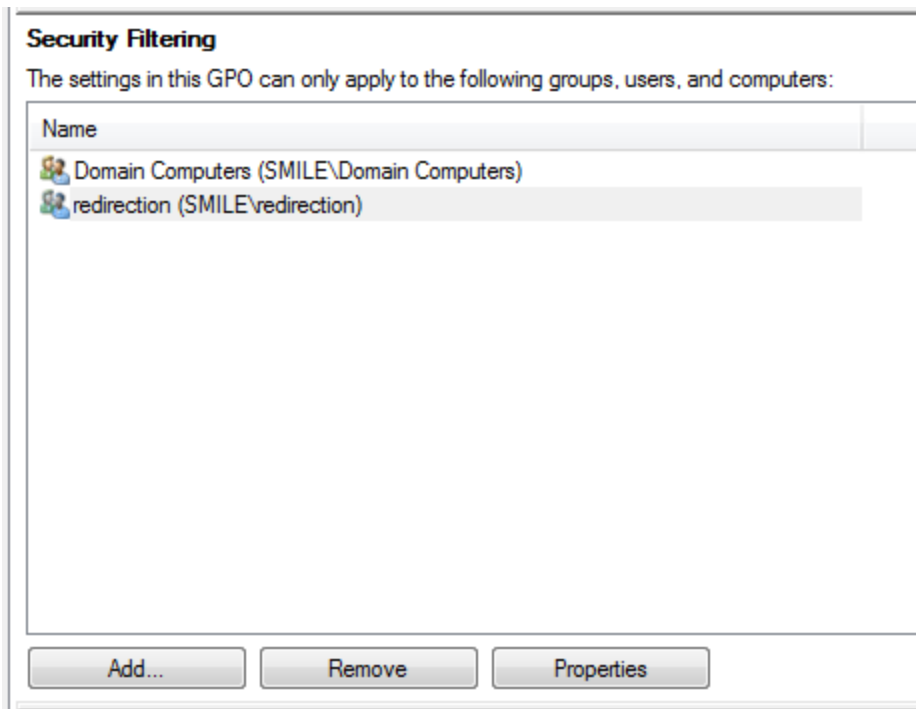 Security Filtering
The settings in this GPO can only apply to the following groups, users, and computers:
Name
Domain Computers (SMILE\Domain Computers)
redirection (SMILE\redirection)
Add... Remove Properties